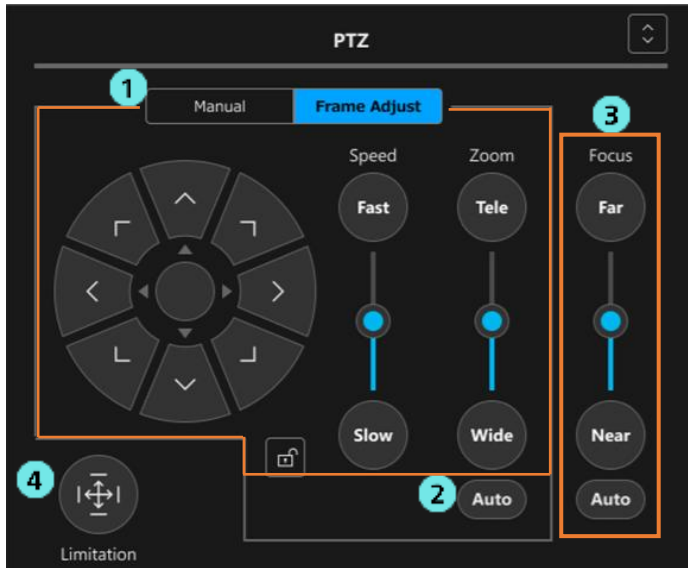 PTZ
1
Manual
Frame Adjust
3
Speed
Zoom
Focus
Fast
Tele
Far
Slow
Wide
Near
4
2
Auto
Auto
Limitation